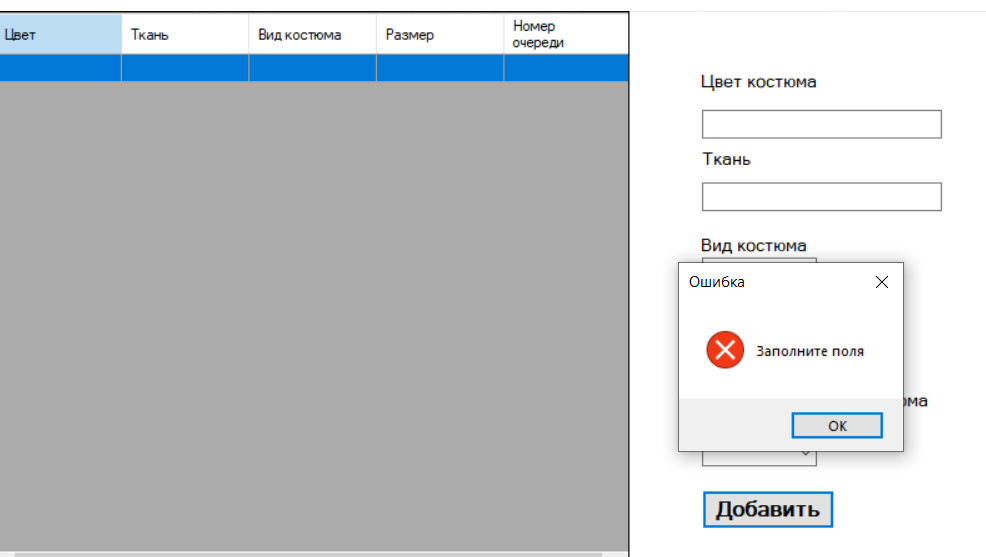 Цвет
Ткань
Вид костюма
Размер
Номер
очереди
Цвет костюма
Ткань
Вид костюма
Ошибка
Заполните поля
OK
Добавить